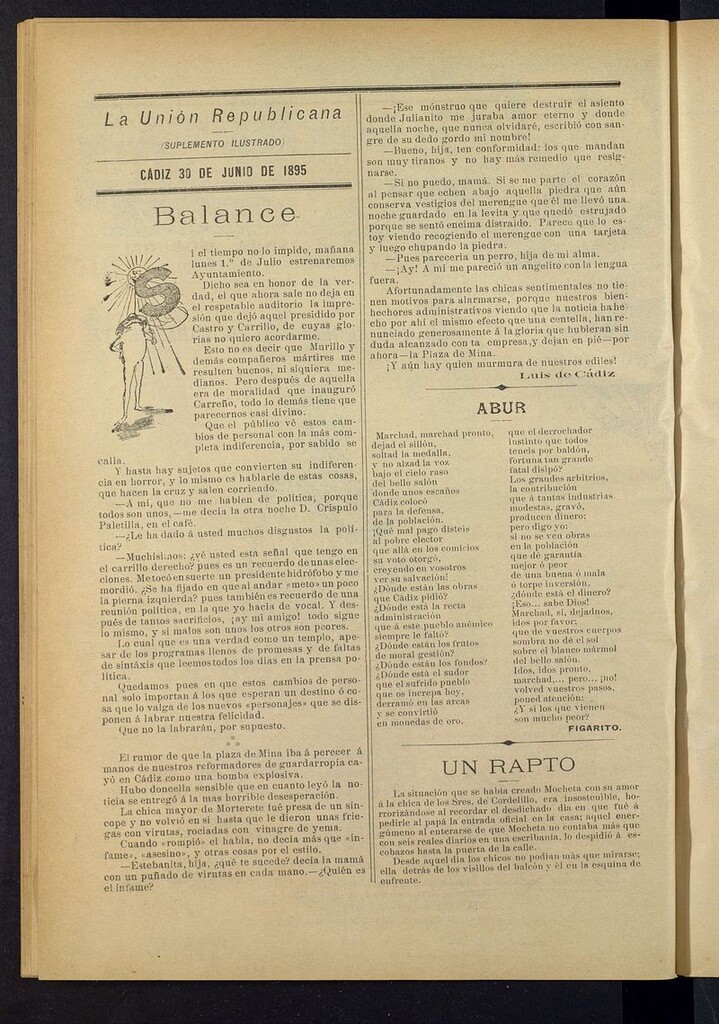 La Unión Republicana
(SUPLEMENTO ILUSTRADO)
CÁDIZ 30 DE JUNIO DE 1895
Balance
S
i el tiempo no lo impide, mañana
lunes 1.º de Julio estrenaremos
Ayuntamiento.
Dicho sea en honor de la ver-
dad, el que ahora sale no deja en
el respetable auditorio la impre-
sión que dejó aquel presidido por
Castro y Carrillo, de cuyas glo-
rias no quiero acordarme.
Esto no es decir que Murillo y
demás compañeros mártires me
resulten buenos, ni siquiera me-
dianos. Pero después de aquella
era de moralidad que inauguró
Carreño, todo lo demás tiene que
parecernos casi divino.
Que el público vé estos cam-
bios de personal con la más com-
pleta indiferencia, por sabido se
calla.
Y hasta hay sujetos que convierten su indiferen-
cia en horror, y lo mismo es hablarle de estas cosas,
que hacen la cruz y salen corriendo.
—A mí, que no me hablen de política, porque
todos son unos,—me decía la otra noche D. Críspulo
Paletilla, en el café.
—¿Le ha dado á usted muchos disgustos la polí-
tica?
—Muchísimos: ¿vé usted esta señal que tengo en
el carrillo derecho? pues es un recuerdo de unas elec-
ciones. Me tocó en suerte un presidente hidrófobo y me
mordió. ¿Se ha fijado en que al andar «meto» un poco
la pierna izquierda? pues también es recuerdo de una
reunión política, en la que yo hacía de vocal. Y des-
pués de tantos sacrificios, ¡ay mi amigo! todo sigue
lo mismo, y si malos son unos los otros son peores.
Lo cual que es una verdad como un templo, ape-
sar de los programas llenos de promesas y de faltas
de sintáxis que leemos todos los días en la prensa po-
lítica.
Quedamos pues en que estos cambios de perso-
nal solo importan á los que esperan un destino ó co-
sa que lo valga de los nuevos «personajes» que se dis-
ponen á labrar nuestra felicidad.
Que no la labrarán, por supuesto.
***
El rumor de que la plaza de Mina iba á perecer á
manos de nuestros reformadores de guardarropía ca-
yó en Cádiz como una bomba explosiva.
Hubo doncella sensible que en cuanto leyó la no-
ticia se entregó á la mas horrible desesperación.
La chica mayor de Morterete fué presa de un sín-
cope y no volvió en sí hasta que le dieron unas frie-
gas con virutas, rociadas con vinagre de yema.
Cuando «rompió» el habla, no decía más que «in-
fame», «asesino», y otras cosas por el estilo.
—Estebanita, hija, ¿qué te sucede? decía la mamá
con un puñado de virutas en cada mano.—¿Quién es
el infame?
—¡Ese mónstruo que quiere destruir el asiento
donde Julianito me juraba amor eterno y donde
aquella noche, que nunca olvidaré, escribió con san-
gre de su dedo gordo mi nombre!
—Bueno, hija, ten conformidad: los que mandan
son muy tiranos y no hay más remedio que resig-
narse.
—Si no puedo, mamá. Si se me parte el corazón
al pensar que echen abajo aquella piedra que aún
conserva vestigios del merengue que él me llevó una
noche guardado en la levita y que quedó estrujado
porque se sentó encima distraido. Parece que lo es-
toy viendo recogiendo el merengue con una tarjeta
y luego chupando la piedra.
—Pues parecería un perro, hija de mi alma.
—¡Ay! A mi me pareció un angelito con la lengua
fuera.
Afortunadamente las chicas sentimentales no tie-
nen motivos para alarmarse, porque nuestros bien-
hechores administrativos viendo que la noticia ha he-
cho por ahí el mismo efecto que una centella, han re-
nunciado generosamente á la gloria que hubieran sin
duda alcanzado con ta empresa, y dejan en pié—por
ahora—la Plaza de Mina.
¡Y aún hay quien murmura de nuestros ediles!
Luis de Cádiz
ABUR
Marchad, marchad pronto,
dejad el sillón,
soltad la medalla,
y no alzad la voz
bajo el cielo raso
del bello salón
donde unos escaños
Cádiz colocó
para la defensa,
de la población.
¡Qué mal pago disteis
al pobre elector
que allá en los comicios
su voto otorgó,
creyendo en vosotros
ver su salvación!
¿Dónde están las obras
que Cádiz pidió?
¿Dónde está la recta
administración
que á este pueblo anémico
siempre le faltó?
¿Dónde están los frutos
de moral gestión?
¿Dónde están los fondos?
¿Dónde está el sudor
que el sufrido pueblo
que os increpa hoy,
derramó en las arcas
y se convirtió
en monedas de oro.
que el derrochador
instinto que todos
teneis por baldón,
fortuna tan grande
fatal disipó?
Los grandes arbitrios,
la contribución
que á tantas industrias
modestas, gravó,
producen dinero:
pero digo yo:
si no se ven obras
en la población
que dé garantía
mejor ó peor
de una buena ó mala
ó torpe inversión,
¿dónde está el dinero?
¡Eso... sabe Dios!
Marchad, si, dejadnos,
idos por favor;
que de vuestros cuerpos
sombra no dé el sol
sobre el blanco mármol
del bello salón.
Idos, idos pronto,
marchad,... pero... ¡no!
volved vuestros pasos,
poned atención:
¿Y si los que vienen
son mucho peor?
FIGARITO.
UN RAPTO
La situación que se había creado Mocheta con su amor
á la chica de los Sres. de Cordelillo, era insostenible, ho-
rrorizándose al recordar el desdichado dia en que fué á
pedirle al papá la entrada oficial en la casa; aquel ener-
gúmeno al enterarse de que Mocheta no contaba más que
con seis reales diarios en una escribanía, lo despidió á es-
cobazos hasta la puerta de la calle.
Desde aquel dia los chicos no podían más que mirarse;
ella detrás de los visillos del balcón y él en la esquina de
enfrente.